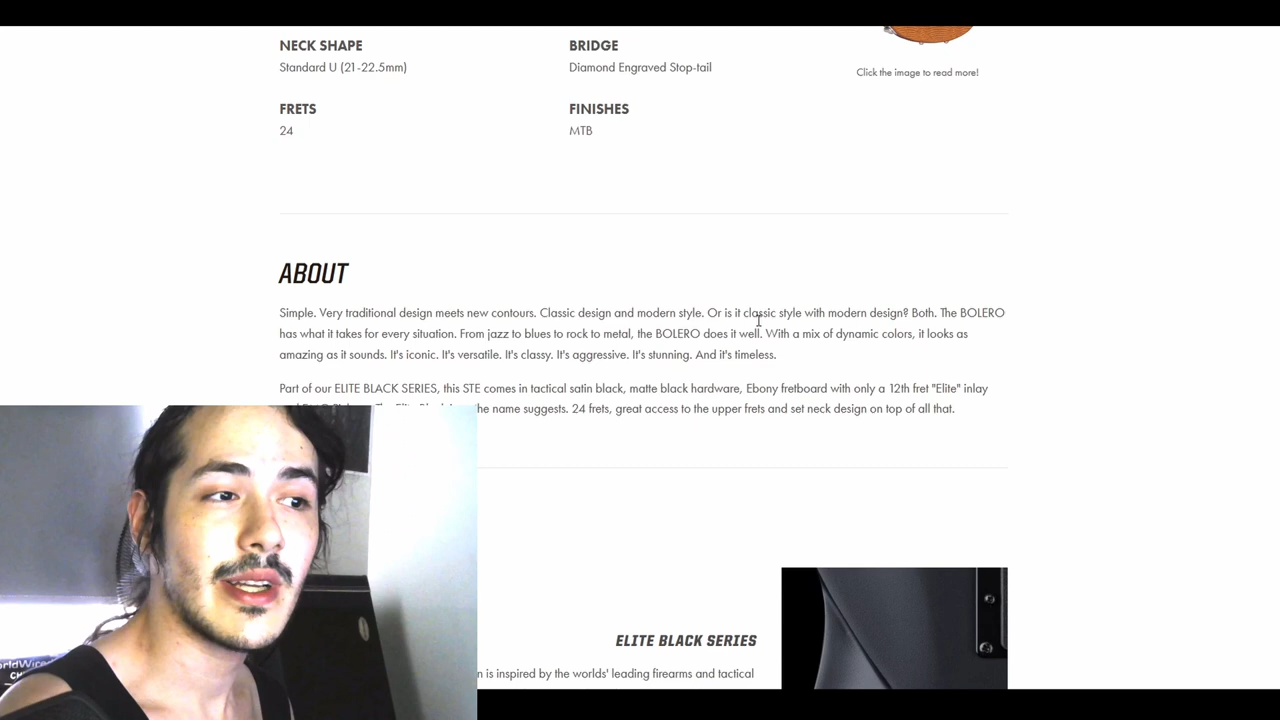 NECK SHAPE
Standard U (21-22.5mm)
BRIDGE
Diamond Engraved Stop-tail
Click the image to read more!
FRETS
24
FINISHES
MTB
ABOUT
Simple. Very traditional design meets new contours. Classic design and modern style. Or is it classic style with modern design? Both. The BOLERO
has what it takes for every situation. From jazz to blues to rock to metal, the BOLERO does it well. With a mix of dynamic colors, it looks as
amazing as it sounds. It's iconic. It's versatile. It's classy. It's aggressive. It's stunning. And it's timeless.
Part of our ELITE BLACK SERIES, this STE comes in tactical satin black, matte black hardware, Ebony fretboard with only a 12th fret "Elite" inlay
the name suggests. 24 frets, great access to the upper frets and set neck design on top of all that.
ELITE BLACK SERIES
is inspired by the worlds' leading firearms and tactical